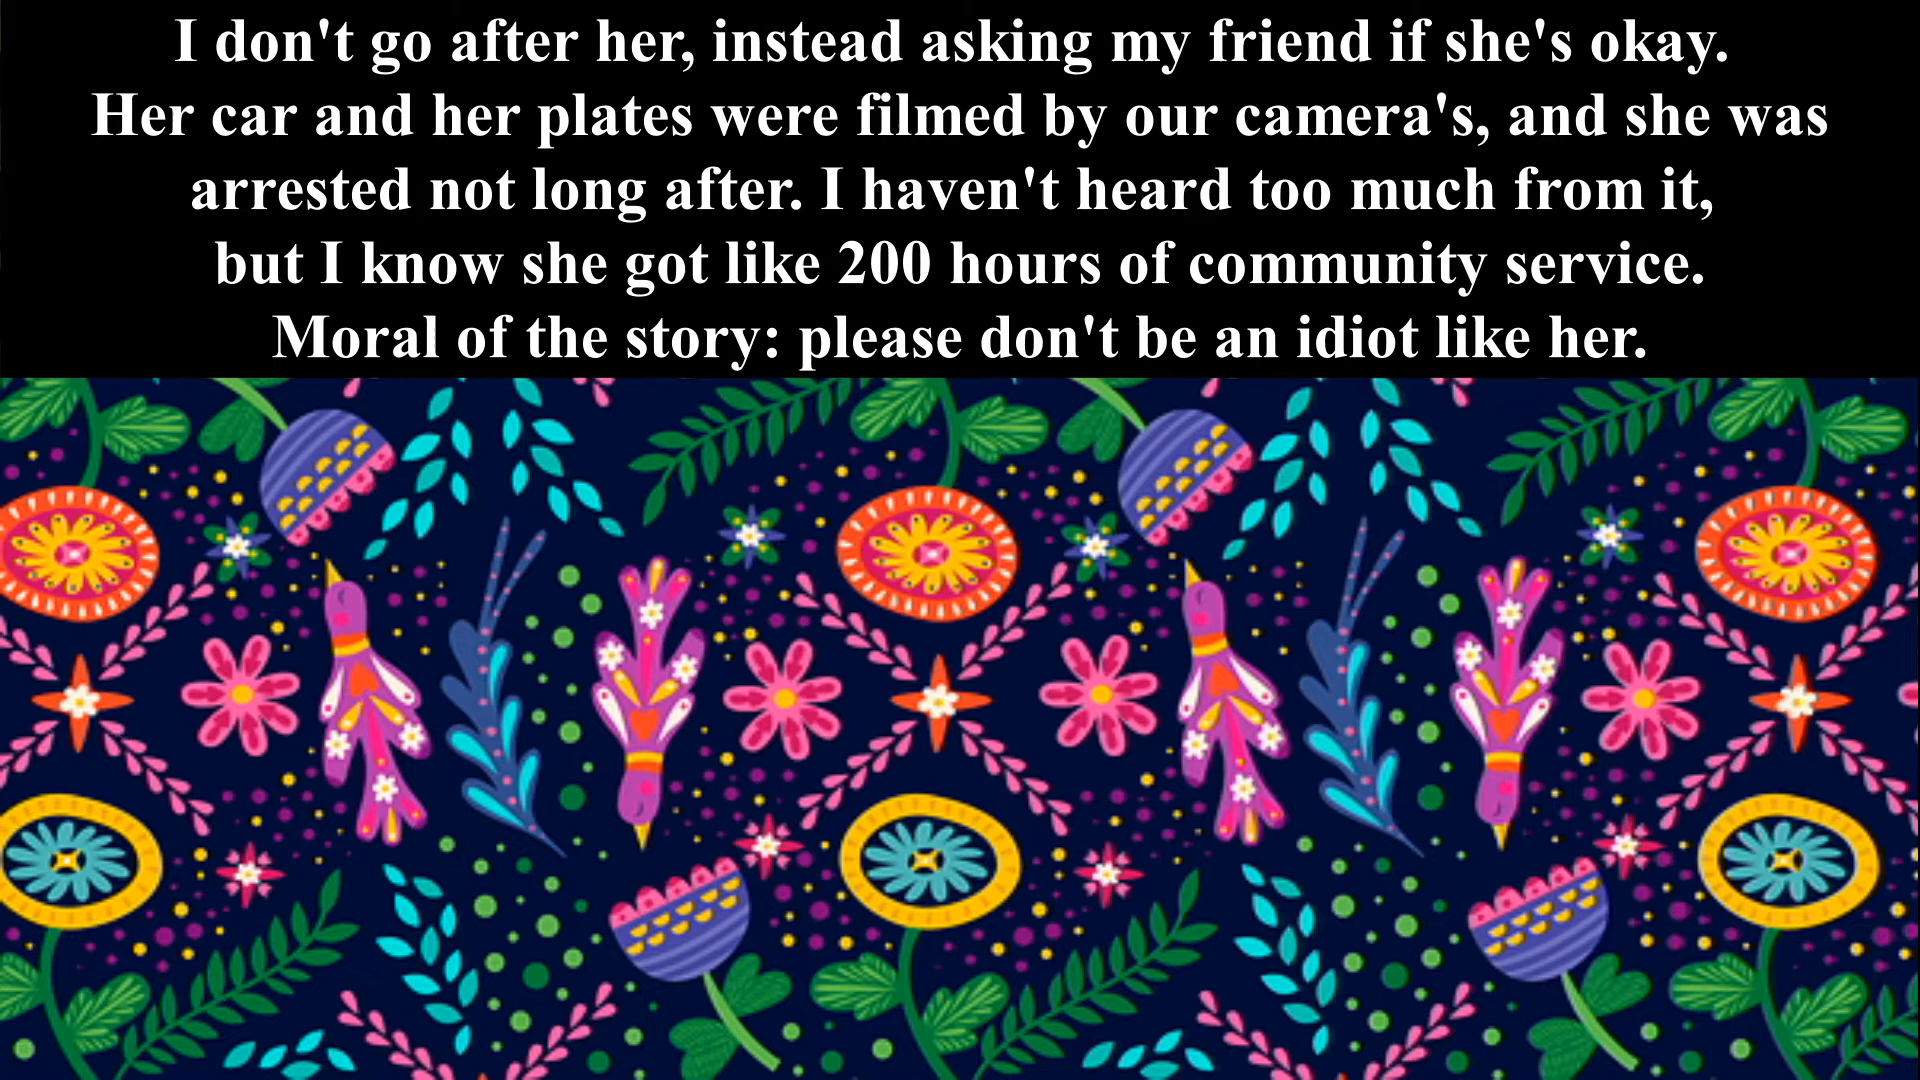 I don't go after her, instead asking my friend if she's okay.
Her car and her plates were filmed by our camera's, and she was
arrested not long after. I haven't heard too much from it,
but I know she got like 200 hours of community service.
Moral of the story: please don't be an idiot like her.